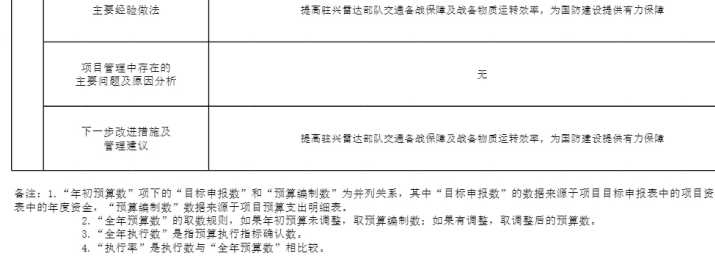 主要经验做法
提高驻兴雷达部队交通备战保障及战备物质运转效率，为国防建设提供有力保障
项目管理中存在的
主要问题及原因分析
无
下一步改进措施及
管理建议
提高驻兴雷达部队交通备战保障及战备物质运转效率，为国防建设提供有力保障
备注：1.“年初预算数”项下的“目标申报数”和“预算编制数”为并列关系，其中“目标申报数”的数据来源于项目目标申报表中的项目资
表中的年度资金，“预算编制数”数据来源于项目预算支出明细表。
2.“全年预算数”的取数规则，如果年初预算未调整，取预算编制数；如果有调整，取调整后的预算数。
3.“全年执行数”是指预算执行指标确认数。
4.“执行率”是执行数与“全年预算数”相比较。